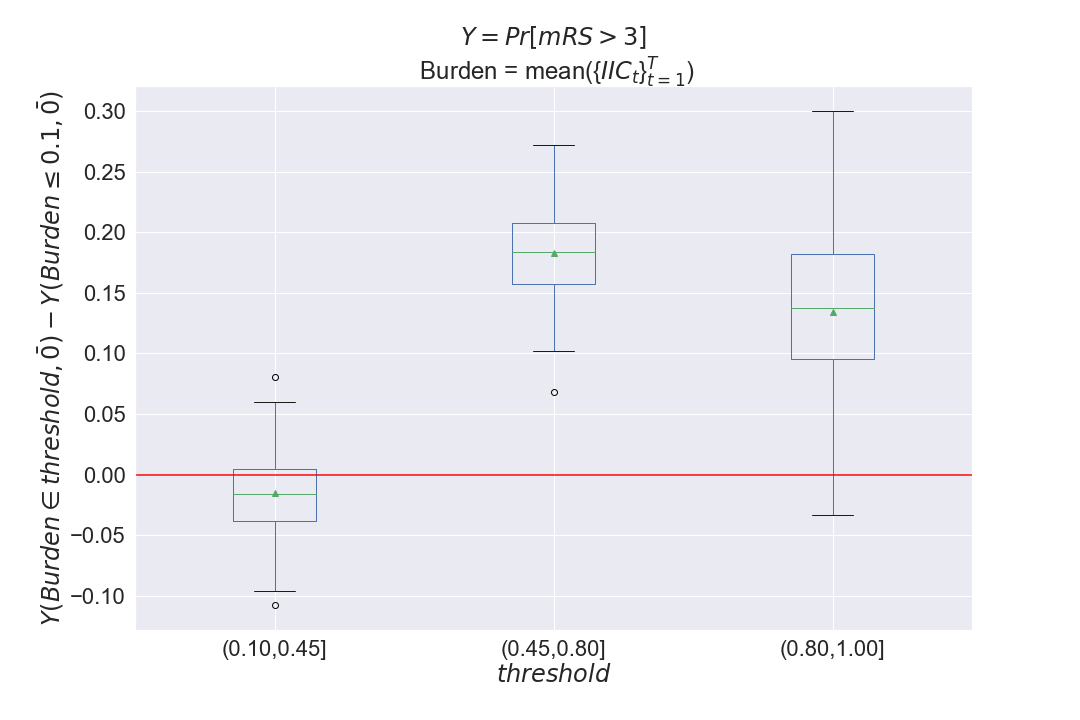 Y = Pr[mRS > 3]
Burden = mean({IIC_t}_{t=1}^T)
Y(Burden ∈ threshold, 0̄) − Y(Burden ≤ 0.1, 0̄)
0.30
0.25
0.20
0.15
0.10
0.05
0.00
−0.05
−0.10
(0.10,0.45] (0.45,0.80] (0.80,1.00]
threshold